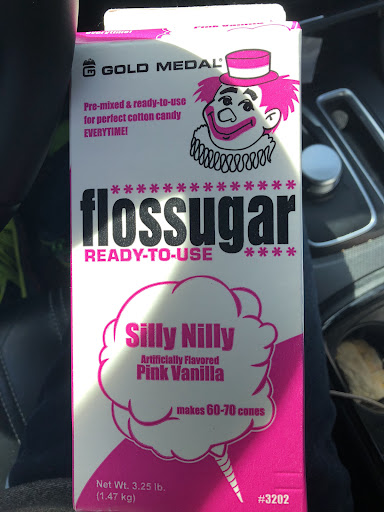 everytime!
GOLD MEDAL®
Pre-mixed & ready-to-use
for perfect cotton candy
EVERYTIME!
flossugar
READY-TO-USE
Silly Nilly
Artificially Flavored
Pink Vanilla
makes 60-70 cones
Net Wt. 3.25 lb.
(1.47 kg)
#3202